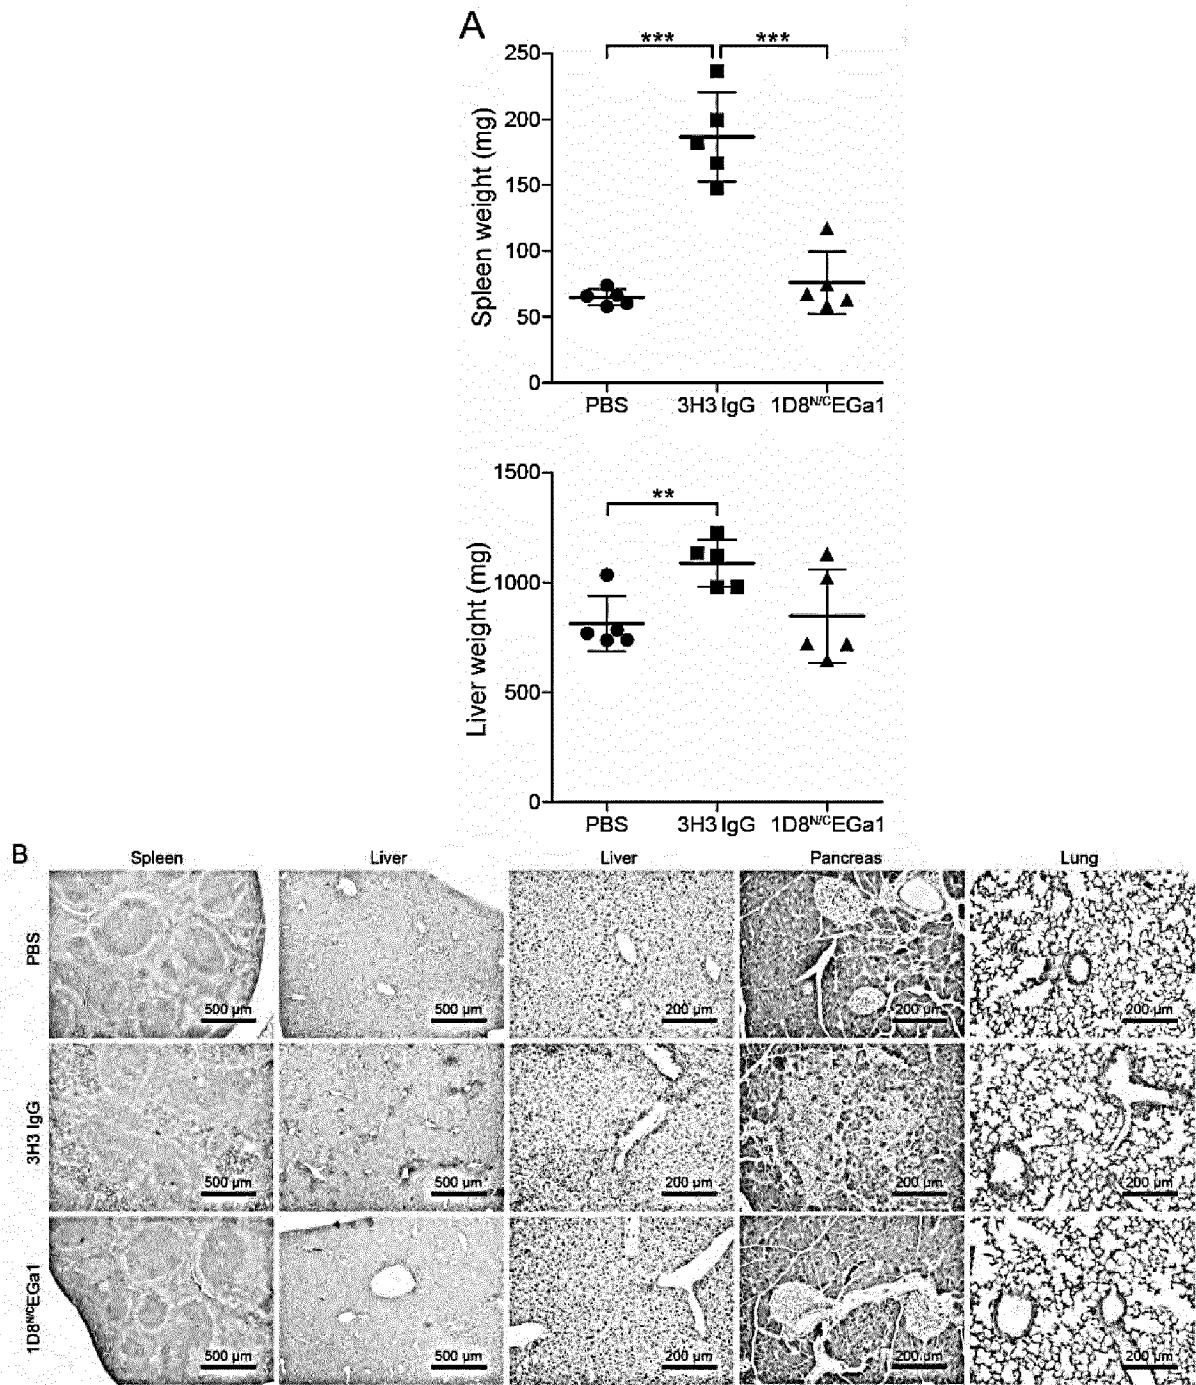 A
*** ***
250
200
150
100
50
0
Spleen weight (mg)
PBS 3H3 IgG 1D8N/CEGa1
**
1500
1000
500
0
Liver weight (mg)
PBS 3H3 IgG 1D8N/CEGa1
B
Spleen Liver Liver Pancreas Lung
PBS
500 µm 500 µm 200 µm 200 µm 200 µm
3H3 IgG
500 µm 500 µm 200 µm 200 µm 200 µm
1D8N/CEGa1
500 µm 500 µm 200 µm 200 µm 200 µm